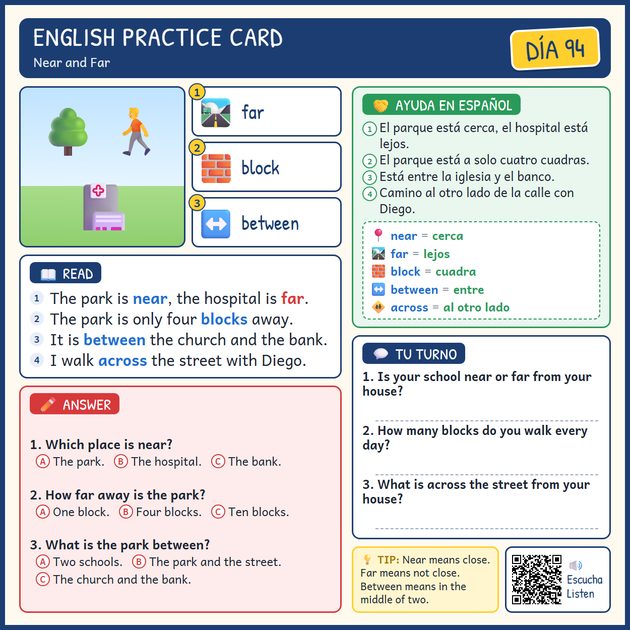 ENGLISH PRACTICE CARD
Near and Far
DÍA 94
1
far
2
block
3
between
READ
1 The park is near, the hospital is far.
2 The park is only four blocks away.
3 It is between the church and the bank.
4 I walk across the street with Diego.
ANSWER
1. Which place is near?
A The park. B The hospital. C The bank.
2. How far away is the park?
A One block. B Four blocks. C Ten blocks.
3. What is the park between?
A Two schools. B The park and the street.
C The church and the bank.
AYUDA EN ESPAÑOL
1 El parque está cerca, el hospital está
lejos.
2 El parque está a solo cuatro cuadras.
3 Está entre la iglesia y el banco.
4 Camino al otro lado de la calle con
Diego.
near = cerca
far = lejos
block = cuadra
between = entre
across = al otro lado
TU TURNO
1. Is your school near or far from your
house?
2. How many blocks do you walk every
day?
3. What is across the street from your
house?
TIP: Near means close.
Far means not close.
Between means in the
middle of two.
Escucha
Listen